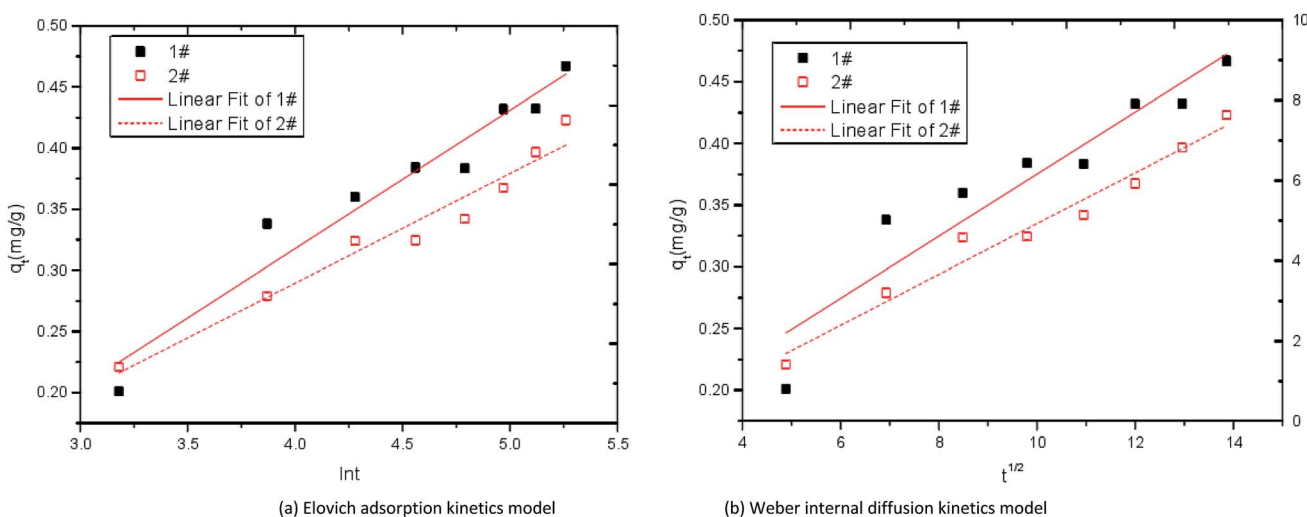 0.50
0.45
0.40
0.35
0.30
0.25
0.20
q_t(mg/g)
1#
2#
Linear Fit of 1#
Linear Fit of 2#
3.0 3.5 4.0 4.5 5.0 5.5
lnt
(a) Elovich adsorption kinetics model
0.50
0.45
0.40
0.35
0.30
0.25
0.20
q_t(mg/g)
1#
2#
Linear Fit of 1#
Linear Fit of 2#
10
8
6
4
2
0
4 6 8 10 12 14
t^{1/2}
(b) Weber internal diffusion kinetics model